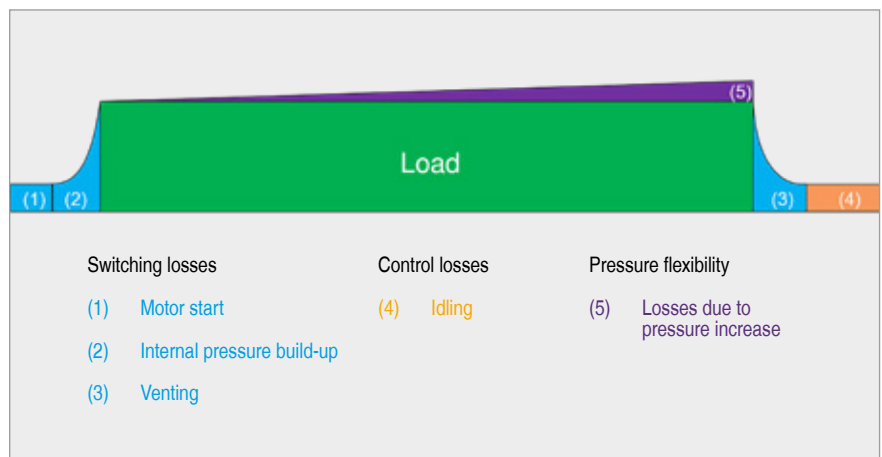 (5)
Load
(1) (2) (3) (4)
Switching losses Control losses Pressure flexibility
(1) Motor start (4) Idling (5) Losses due to
pressure increase
(2) Internal pressure build-up
(3) Venting